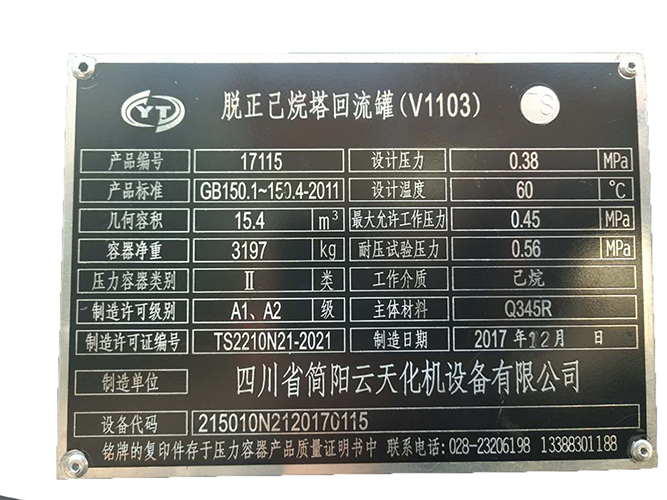 YT 脱正己烷塔回流罐(V1103) TS
产品编号 17115 设计压力 0.38 MPa
产品标准 GB150.1~150.4-2011 设计温度 60 ℃
几何容积 15.4 m³ 最大允许工作压力 0.45 MPa
容器净重 3197 kg 耐压试验压力 0.56 MPa
压力容器类别 Ⅱ 类 工作介质 己烷
制造许可级别 A1、A2 级 主体材料 Q345R
制造许可证编号 TS2210N21-2021 制造日期 2017 年12月 日
制造单位 四川省简阳云天化机设备有限公司
设备代码 215010N2120170115
铭牌的复印件存于压力容器产品质量证明书中 联系电话:028-23206198 13388301188